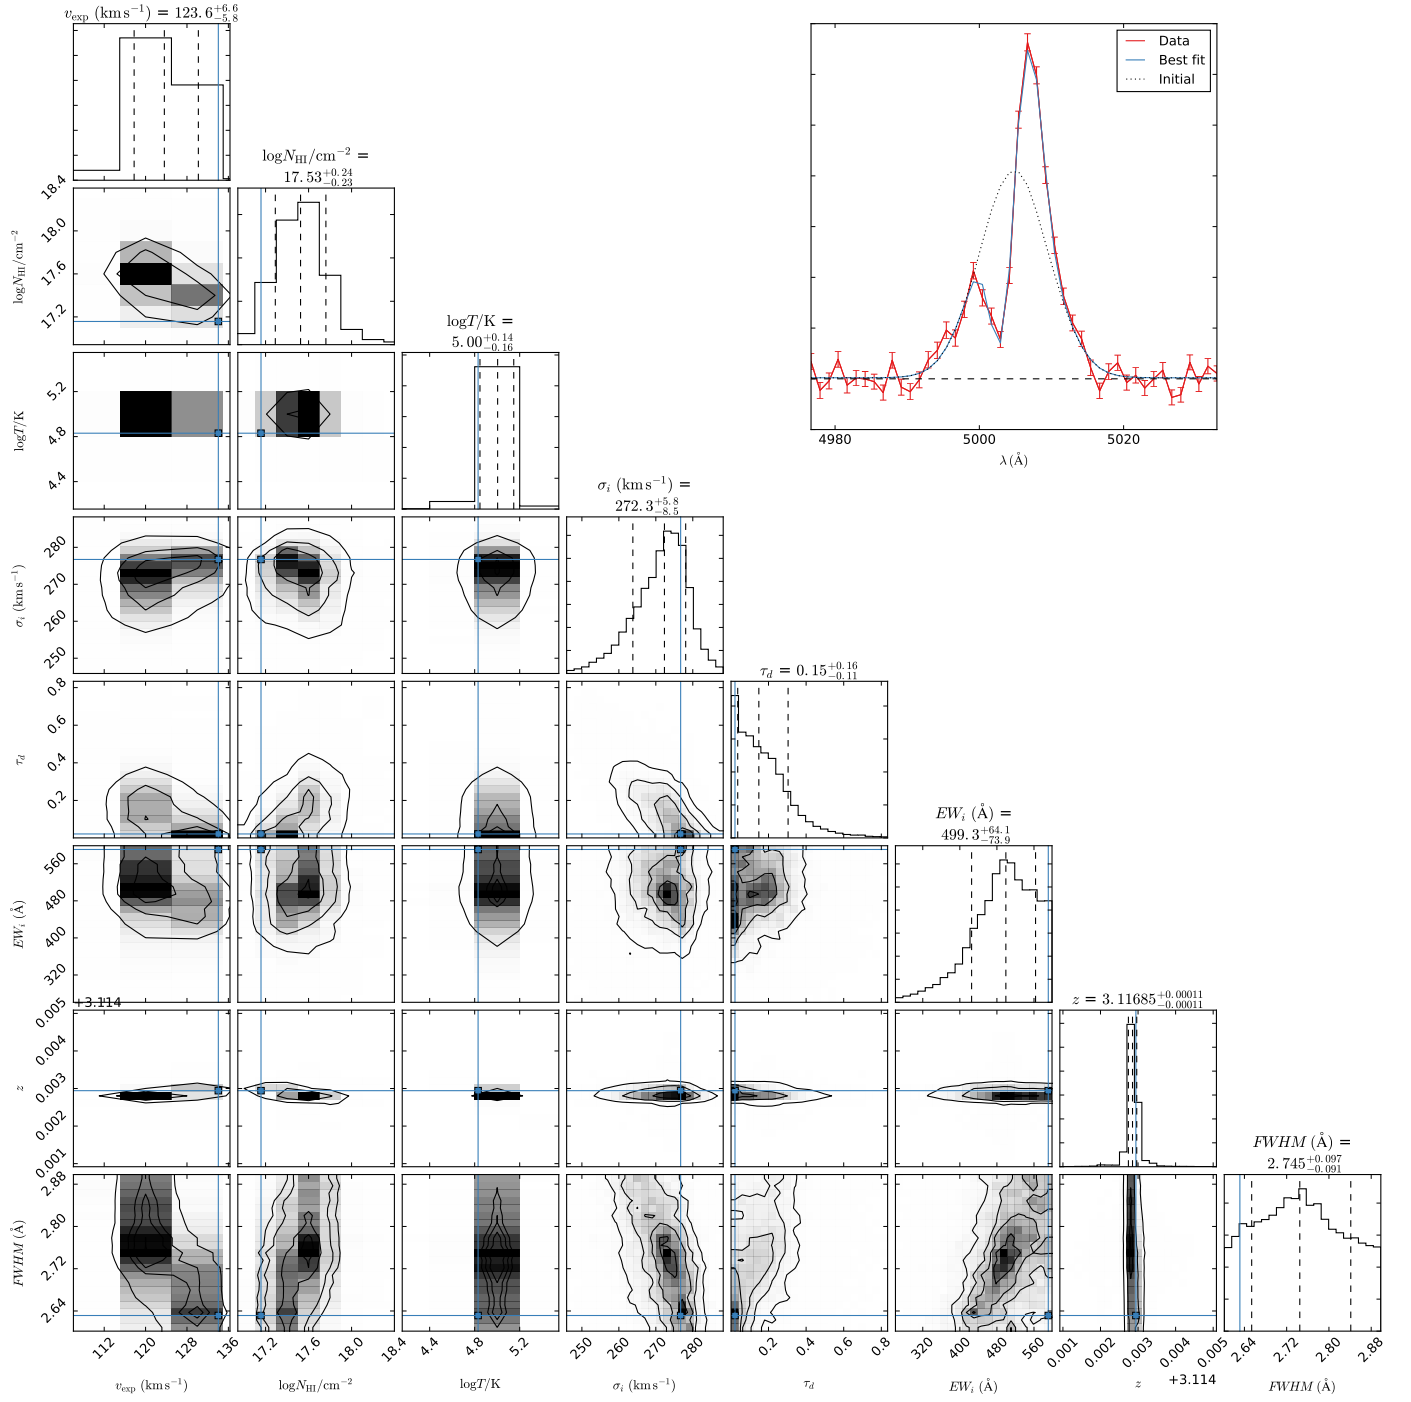 v_exp (km s⁻¹) = 123.6 +6.6 −5.8
Data
Best fit
Initial
4980 5000 5020
λ (Å)
logN_HI/cm⁻² =
17.53 +0.24 −0.23
18.4
18.0
17.6
17.2
logN_HI/cm⁻²
logT/K =
5.00 +0.14 −0.16
5.2
4.8
4.4
logT/K
σ_i (km s⁻¹) =
272.3 +5.8 −8.5
280
270
260
250
σ_i (km s⁻¹)
τ_d = 0.15 +0.16 −0.11
0.8
0.6
0.4
0.2
τ_d
EW_i (Å) =
499.3 +64.1 −73.9
560
480
400
320
EW_i (Å)
z = 3.11685 +0.00011 −0.00011
+3.114
0.005
0.004
0.003
0.002
0.001
z
FWHM (Å) =
2.745 +0.097 −0.091
2.88
2.80
2.72
2.64
FWHM (Å)
112 120 128 136 17.2 17.6 18.0 18.4 4.4 4.8 5.2 250 260 270 280 0.2 0.4 0.6 0.8 320 400 480 560 0.001 0.002 0.003 0.004 0.005 2.64 2.72 2.80 2.88
+3.114
v_exp (km s⁻¹) logN_HI/cm⁻² logT/K σ_i (km s⁻¹) τ_d EW_i (Å) z FWHM (Å)